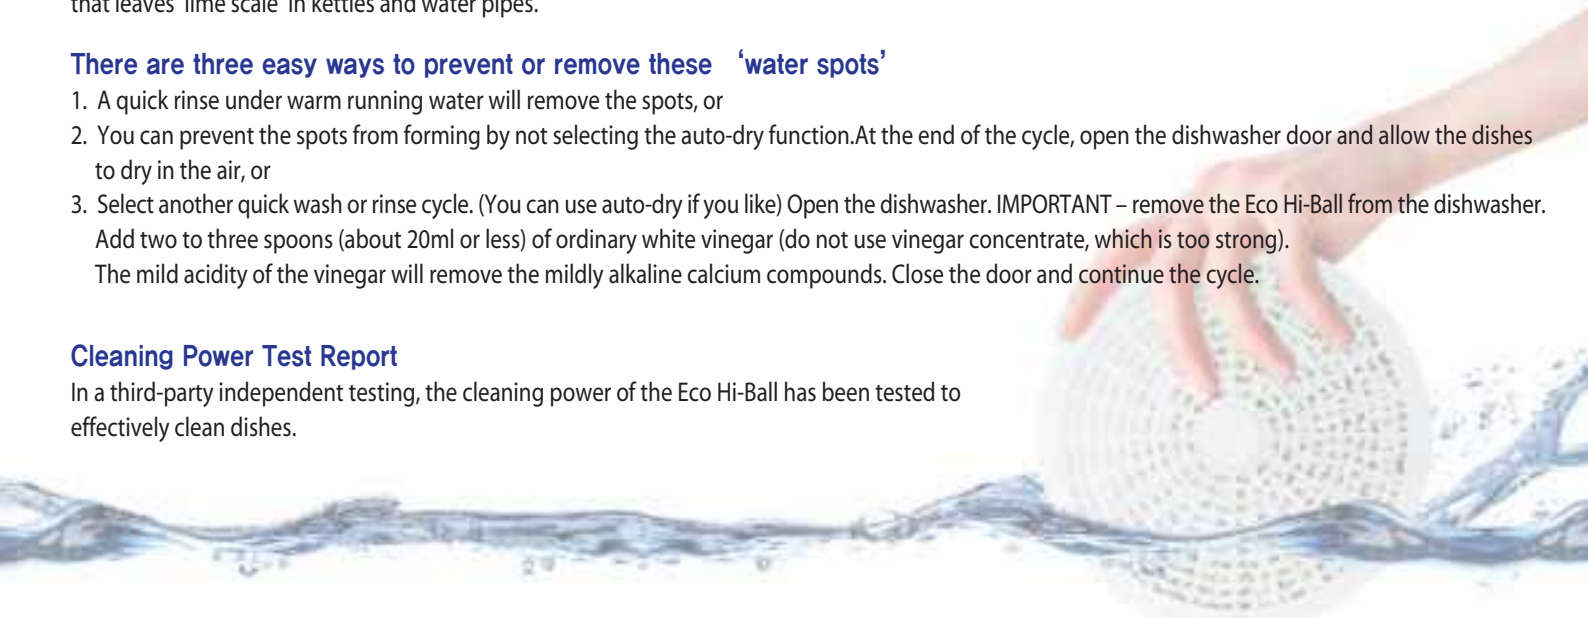 that leaves 'lime scale' in kettles and water pipes.
There are three easy ways to prevent or remove these ‘water spots’
1. A quick rinse under warm running water will remove the spots, or
2. You can prevent the spots from forming by not selecting the auto-dry function.At the end of the cycle, open the dishwasher door and allow the dishes
to dry in the air, or
3. Select another quick wash or rinse cycle. (You can use auto-dry if you like) Open the dishwasher. IMPORTANT – remove the Eco Hi-Ball from the dishwasher.
Add two to three spoons (about 20ml or less) of ordinary white vinegar (do not use vinegar concentrate, which is too strong).
The mild acidity of the vinegar will remove the mildly alkaline calcium compounds. Close the door and continue the cycle.
Cleaning Power Test Report
In a third-party independent testing, the cleaning power of the Eco Hi-Ball has been tested to
effectively clean dishes.